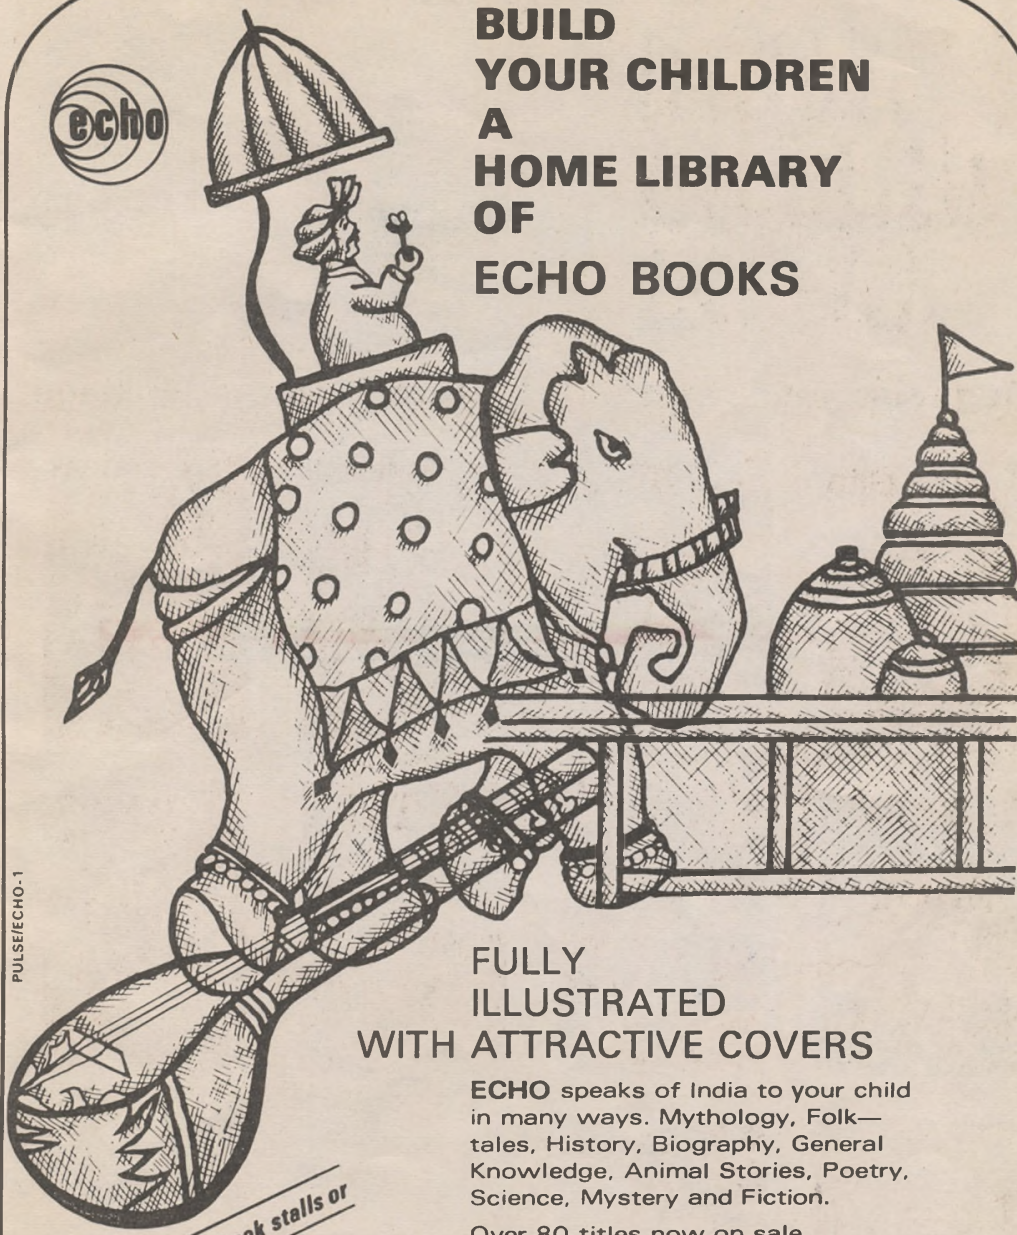 echo
BUILD
YOUR CHILDREN
A
HOME LIBRARY
OF
ECHO BOOKS
PULSE/ECHO-1
FULLY
ILLUSTRATED
WITH ATTRACTIVE COVERS
ECHO speaks of India to your child
in many ways. Mythology, Folk—
tales, History, Biography, General
Knowledge, Animal Stories, Poetry,
Science, Mystery and Fiction.
Over 80 titles now on sale
stalls or